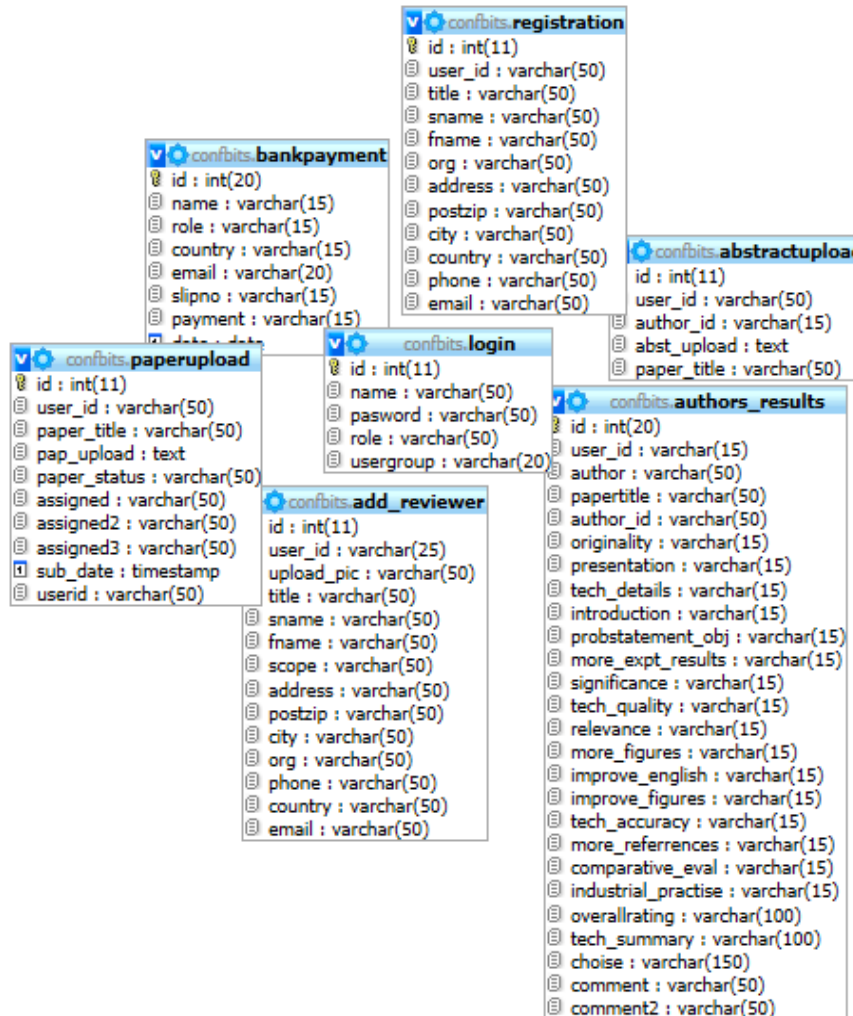 confbits.registration
id : int(11)
user_id : varchar(50)
title : varchar(50)
sname : varchar(50)
fname : varchar(50)
org : varchar(50)
address : varchar(50)
postzip : varchar(50)
city : varchar(50)
country : varchar(50)
phone : varchar(50)
email : varchar(50)
confbits.bankpayment
id : int(20)
name : varchar(15)
role : varchar(15)
country : varchar(15)
email : varchar(20)
slipno : varchar(15)
payment : varchar(15)
date : date
confbits.abstractupload
id : int(11)
user_id : varchar(50)
author_id : varchar(15)
abst_upload : text
paper_title : varchar(50)
confbits.paperupload
id : int(11)
user_id : varchar(50)
paper_title : varchar(50)
pap_upload : text
paper_status : varchar(50)
assigned : varchar(50)
assigned2 : varchar(50)
assigned3 : varchar(50)
sub_date : timestamp
userid : varchar(50)
confbits.login
id : int(11)
name : varchar(50)
pasword : varchar(50)
role : varchar(50)
usergroup : varchar(20)
confbits.add_reviewer
id : int(11)
user_id : varchar(25)
upload_pic : varchar(50)
title : varchar(50)
sname : varchar(50)
fname : varchar(50)
scope : varchar(50)
address : varchar(50)
postzip : varchar(50)
city : varchar(50)
org : varchar(50)
phone : varchar(50)
country : varchar(50)
email : varchar(50)
confbits.authors_results
id : int(20)
user_id : varchar(15)
author : varchar(50)
papertitle : varchar(50)
author_id : varchar(50)
originality : varchar(15)
presentation : varchar(15)
tech_details : varchar(15)
introduction : varchar(15)
probstatement_obj : varchar(15)
more_expt_results : varchar(15)
significance : varchar(15)
tech_quality : varchar(15)
relevance : varchar(15)
more_figures : varchar(15)
improve_english : varchar(15)
improve_figures : varchar(15)
tech_accuracy : varchar(15)
more_referrences : varchar(15)
comparative_eval : varchar(15)
industrial_practise : varchar(15)
overallrating : varchar(100)
tech_summary : varchar(100)
choise : varchar(150)
comment : varchar(50)
comment2 : varchar(50)